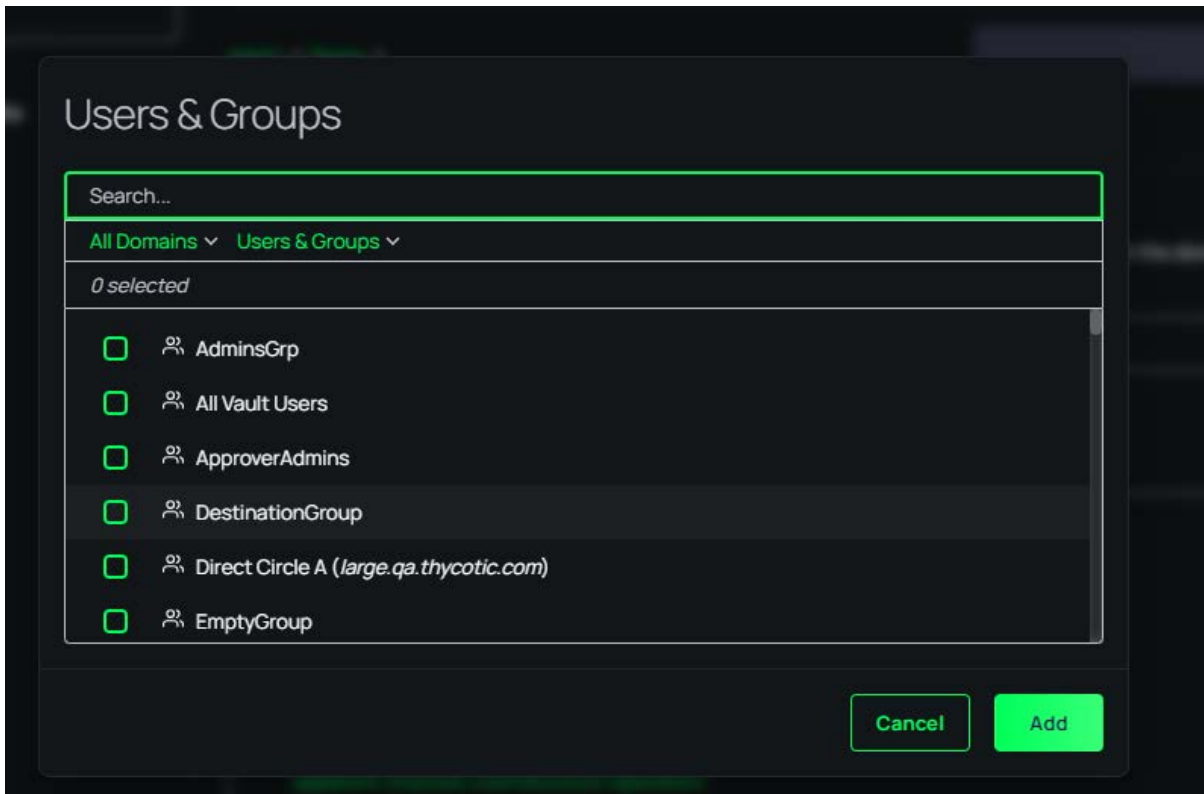 Users & Groups
Search...
All Domains Users & Groups
0 selected
AdminsGrp
All Vault Users
ApproverAdmins
DestinationGroup
Direct Circle A (large.qa.thycotic.com)
EmptyGroup
Cancel Add